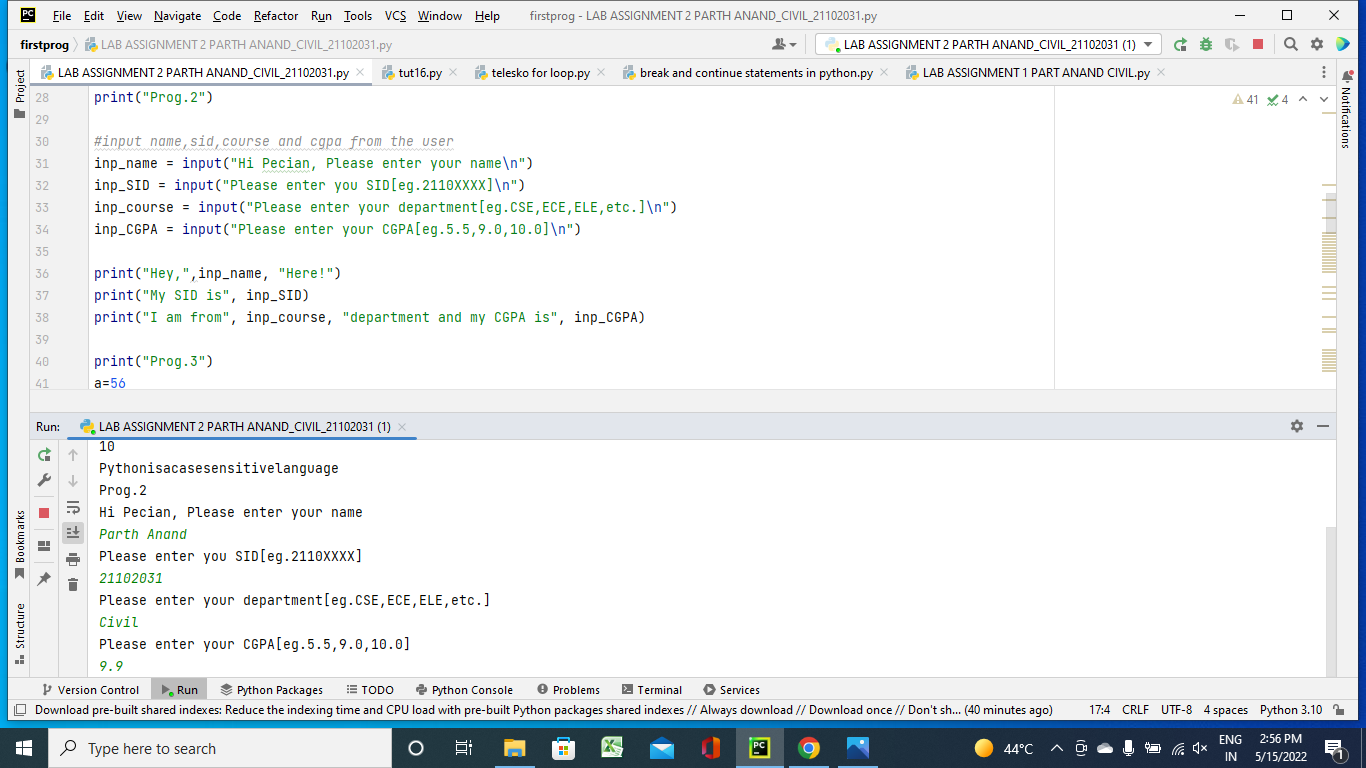 PC File Edit View Navigate Code Refactor Run Tools VCS Window Help firstprog - LAB ASSIGNMENT 2 PARTH ANAND_CIVIL_21102031.py
firstprog LAB ASSIGNMENT 2 PARTH ANAND_CIVIL_21102031.py LAB ASSIGNMENT 2 PARTH ANAND_CIVIL_21102031 (1)
LAB ASSIGNMENT 2 PARTH ANAND_CIVIL_21102031.py tut16.py telesko for loop.py break and continue statements in python.py LAB ASSIGNMENT 1 PART ANAND CIVIL.py
Project
Notifications
41 4
28 print("Prog.2")
29
30 #input name,sid,course and cgpa from the user
31 inp_name = input("Hi Pecian, Please enter your name\n")
32 inp_SID = input("Please enter you SID[eg.2110XXXX]\n")
33 inp_course = input("Please enter your department[eg.CSE,ECE,ELE,etc.]\n")
34 inp_CGPA = input("Please enter your CGPA[eg.5.5,9.0,10.0]\n")
35
36 print("Hey,",inp_name, "Here!")
37 print("My SID is", inp_SID)
38 print("I am from", inp_course, "department and my CGPA is", inp_CGPA)
39
40 print("Prog.3")
41 a=56
Run: LAB ASSIGNMENT 2 PARTH ANAND_CIVIL_21102031 (1)
10
Pythonisacasesensitivelanguage
Prog.2
Hi Pecian, Please enter your name
Parth Anand
Please enter you SID[eg.2110XXXX]
21102031
Please enter your department[eg.CSE,ECE,ELE,etc.]
Civil
Please enter your CGPA[eg.5.5,9.0,10.0]
9.9
Bookmarks
Structure
Version Control Run Python Packages TODO Python Console Problems Terminal Services
Download pre-built shared indexes: Reduce the indexing time and CPU load with pre-built Python packages shared indexes // Always download // Download once // Don't sh... (40 minutes ago) 17:4 CRLF UTF-8 4 spaces Python 3.10
Type here to search PC 44°C ENG IN 2:56 PM 5/15/2022 1